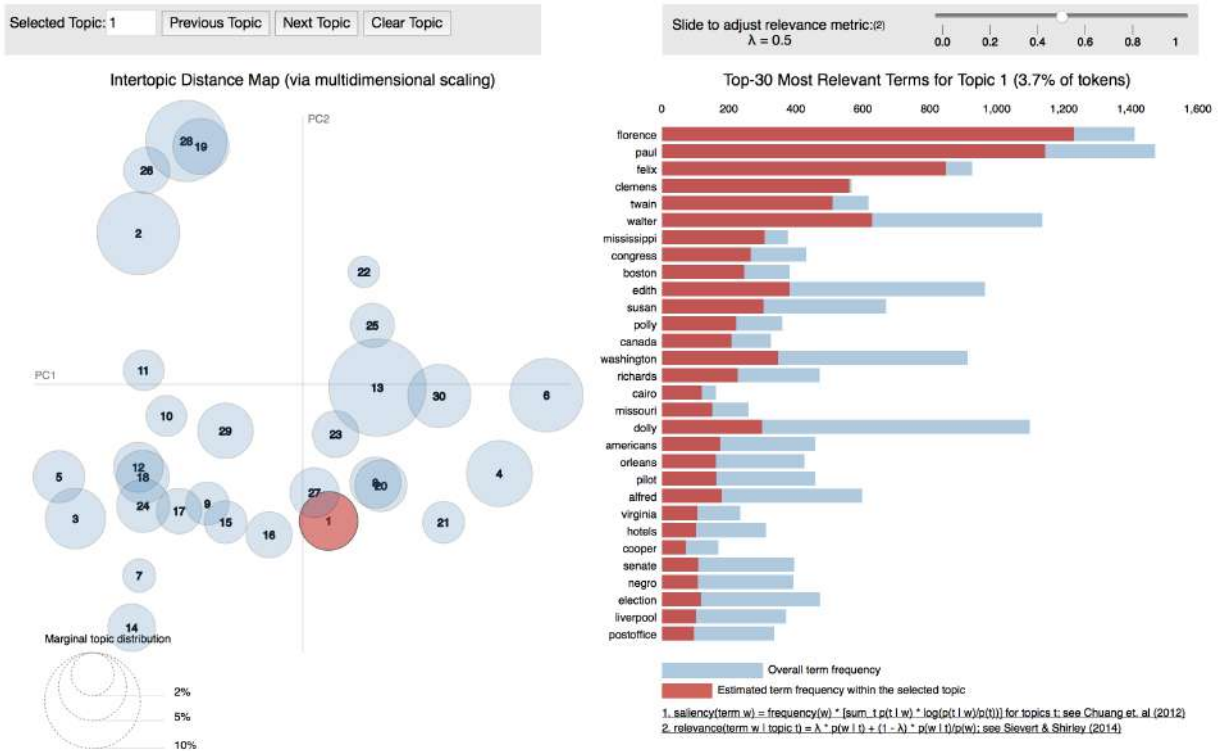 Selected Topic: 1 Previous Topic Next Topic Clear Topic
Slide to adjust relevance metric:(2)
λ = 0.5
0.0 0.2 0.4 0.6 0.8 1
Intertopic Distance Map (via multidimensional scaling)
PC2
PC1
28
19
26
2
22
25
11
13
30
6
10
29
23
12
18
5
4
24
3
17
9
15
16
27
1
20
21
7
14
Marginal topic distribution
2%
5%
10%
Top-30 Most Relevant Terms for Topic 1 (3.7% of tokens)
0 200 400 600 800 1,000 1,200 1,400 1,600
florence
paul
felix
clemens
twain
walter
mississippi
congress
boston
edith
susan
polly
canada
washington
richards
cairo
missouri
dolly
americans
orleans
pilot
alfred
virginia
hotels
cooper
senate
negro
election
liverpool
postoffice
Overall term frequency
Estimated term frequency within the selected topic
1. saliency(term w) = frequency(w) * [sum_t p(t | w) * log(p(t | w)/p(t))] for topics t; see Chuang et. al (2012)
2. relevance(term w | topic t) = λ * p(w | t) + (1 - λ) * p(w | t)/p(w); see Sievert & Shirley (2014)